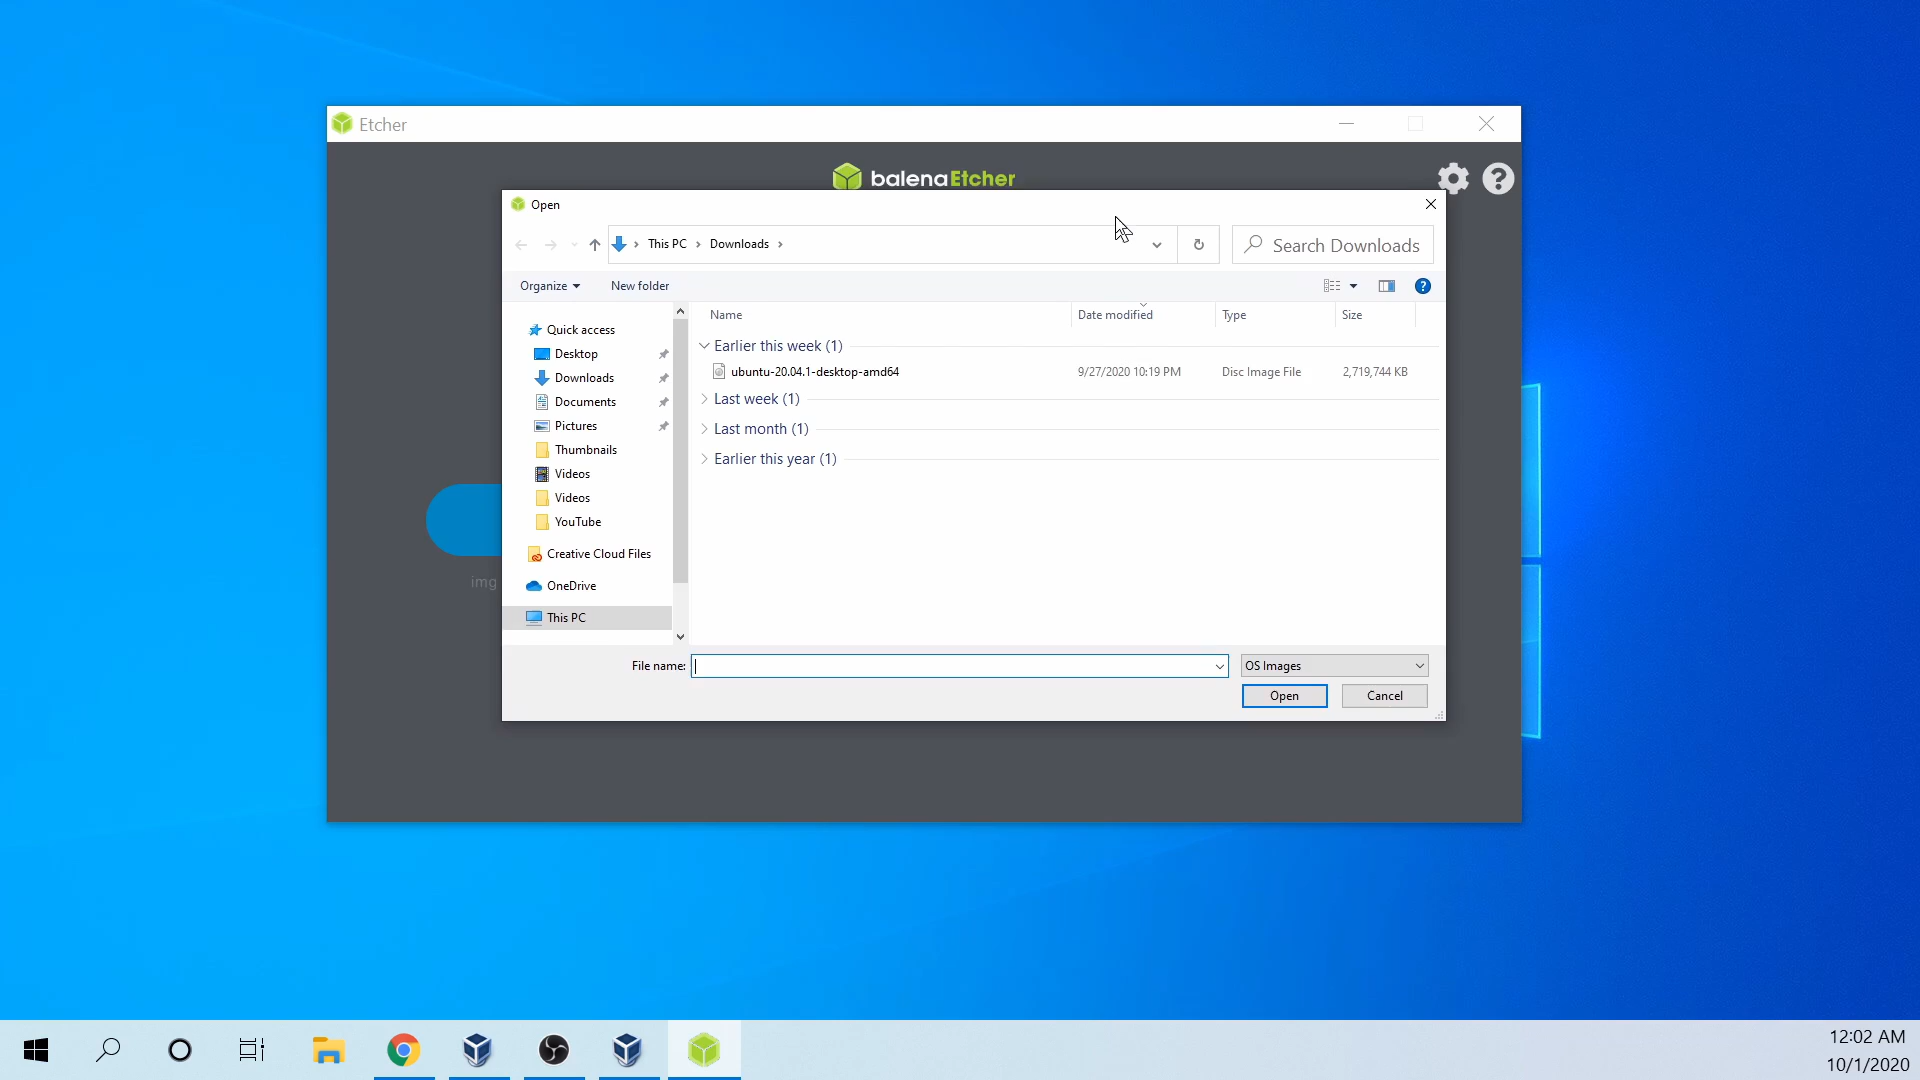 Etcher
balenaEtcher
Open
This PC
Downloads
Search Downloads
Organize
New folder
Name
Date modified
Type
Size
Quick access
Desktop
Downloads
Documents
Pictures
Thumbnails
Videos
Videos
YouTube
Creative Cloud Files
OneDrive
This PC
Earlier this week (1)
ubuntu-20.04.1-desktop-amd64 9/27/2020 10:19 PM Disc Image File 2,719,744 KB
Last week (1)
Last month (1)
Earlier this year (1)
img
File name:
OS Images
Open
Cancel
12:02 AM
10/1/2020